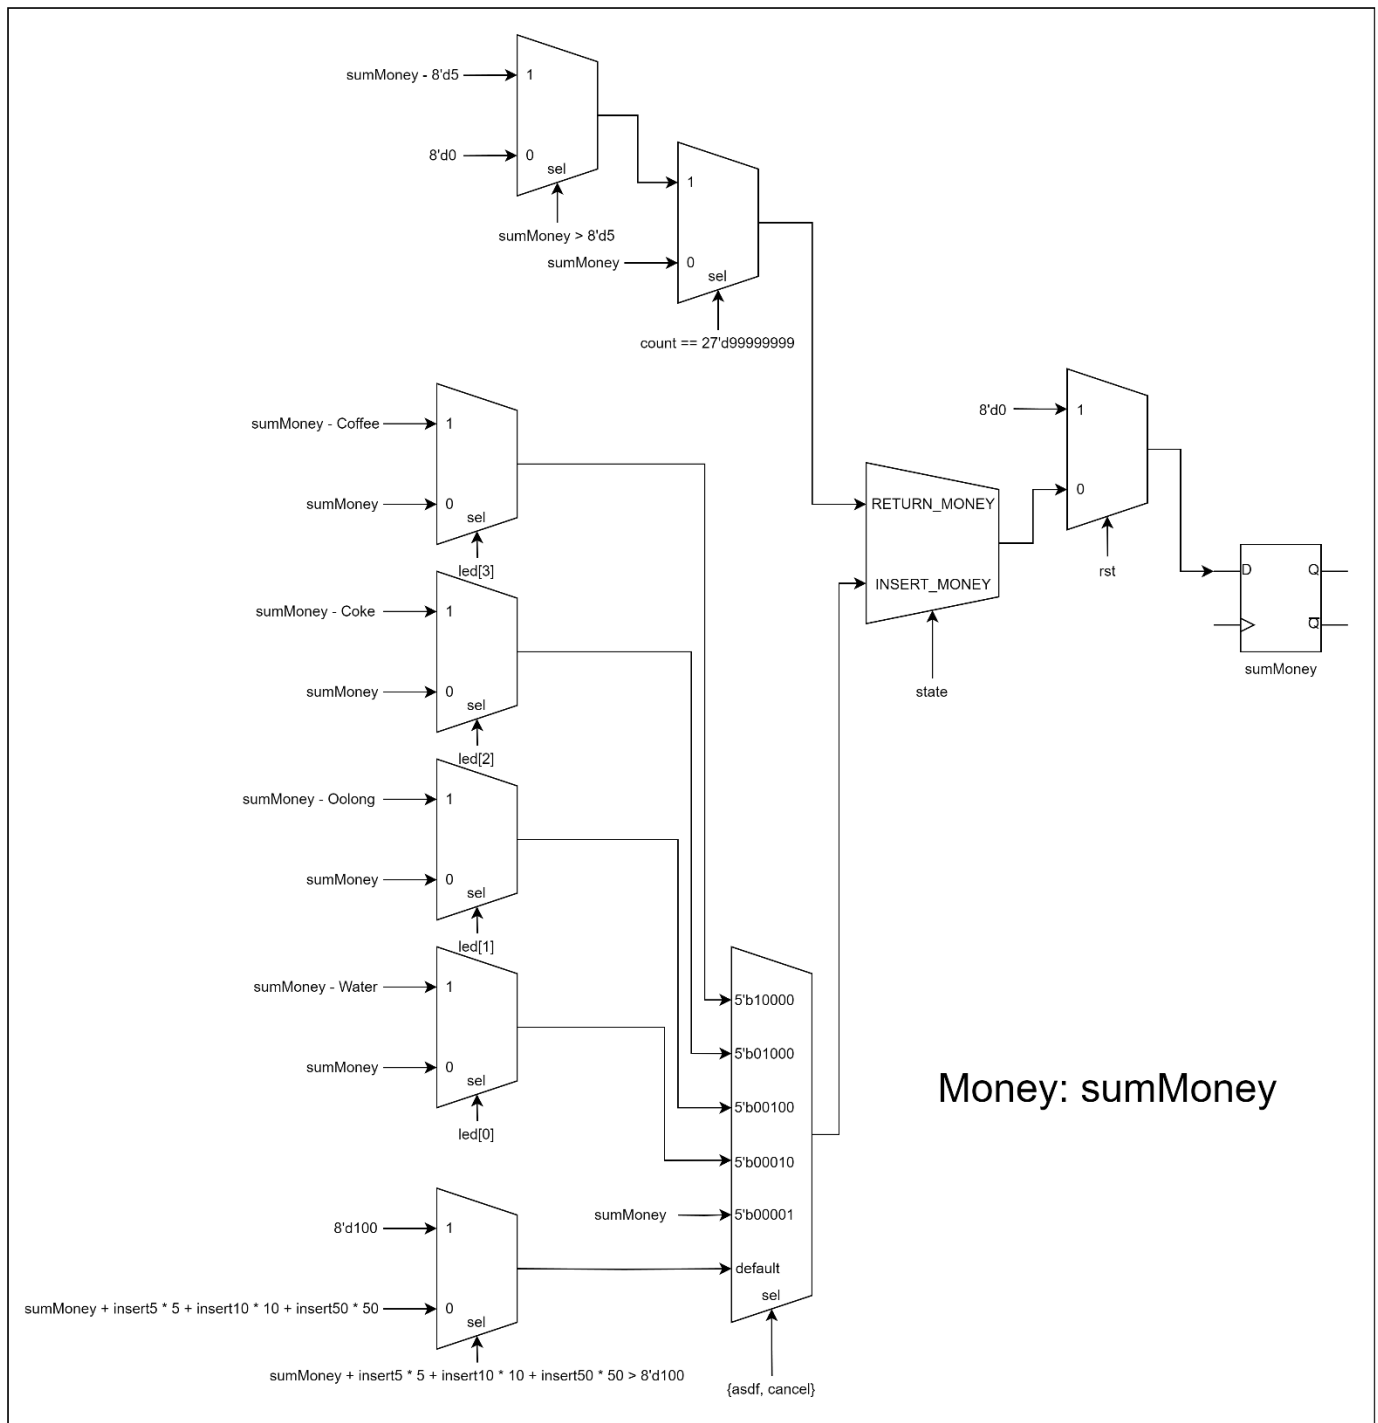 sumMoney - 8'd5
1
8'd0
0
sel
sumMoney > 8'd5
1
sumMoney
0
sel
count == 27'd99999999
sumMoney - Coffee
1
sumMoney
0
sel
led[3]
8'd0
1
0
rst
RETURN_MONEY
INSERT_MONEY
state
D
Q
Q̅
sumMoney
sumMoney - Coke
1
sumMoney
0
sel
led[2]
sumMoney - Oolong
1
sumMoney
0
sel
led[1]
sumMoney - Water
1
sumMoney
0
sel
led[0]
5'b10000
5'b01000
5'b00100
5'b00010
sumMoney
5'b00001
default
sel
{asdf, cancel}
8'd100
1
sumMoney + insert5 * 5 + insert10 * 10 + insert50 * 50
0
sel
sumMoney + insert5 * 5 + insert10 * 10 + insert50 * 50 > 8'd100
Money: sumMoney